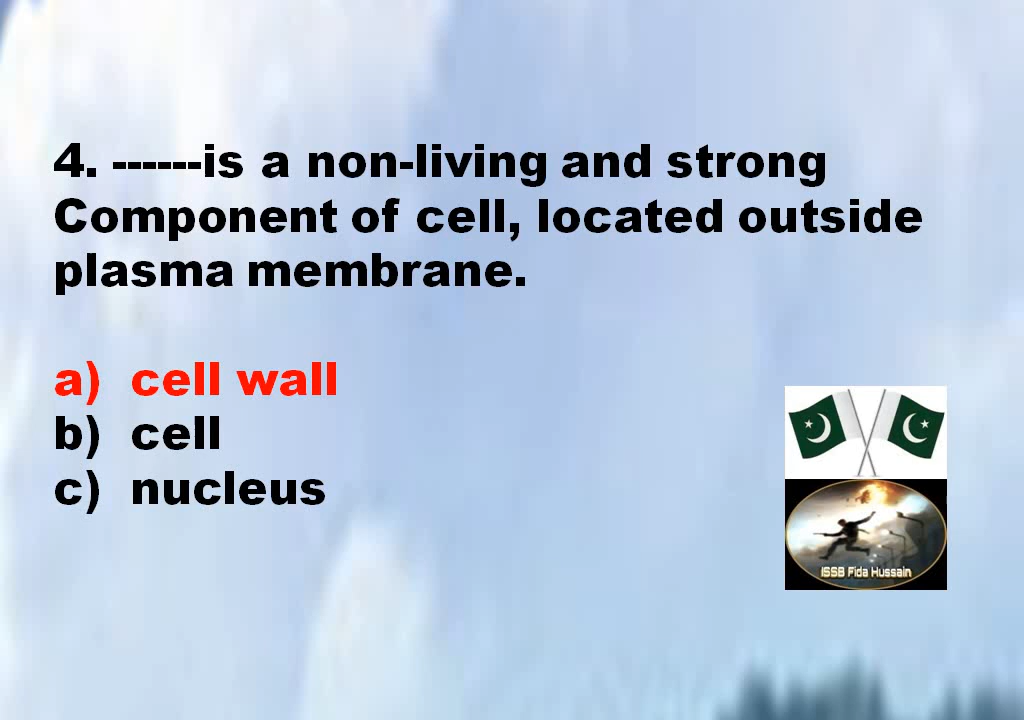 4. ------is a non-living and strong
Component of cell, located outside
plasma membrane.
a) cell wall
b) cell
c) nucleus
ISSB Fida Hussain